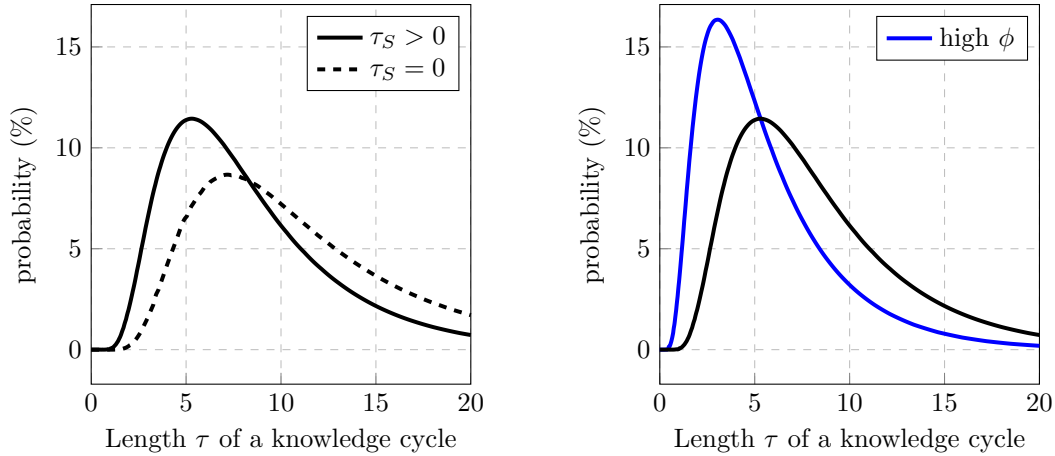 probability (%)
15
10
5
0
τ_S > 0
τ_S = 0
0 5 10 15 20
Length τ of a knowledge cycle
probability (%)
15
10
5
0
high ϕ
0 5 10 15 20
Length τ of a knowledge cycle